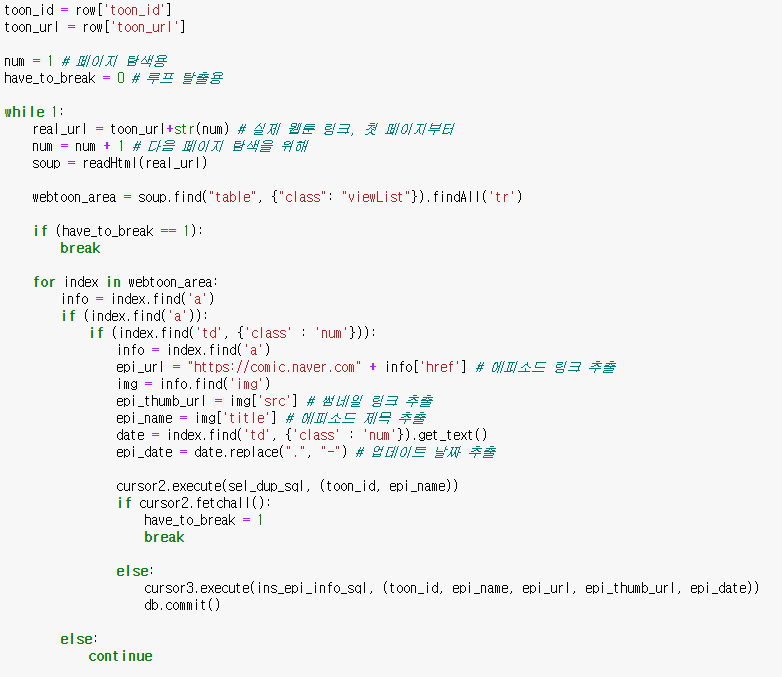 toon_id = row['toon_id']
toon_url = row['toon_url']

num = 1 # 페이지 탐색용
have_to_break = 0 # 루프 탈출용

while 1:
    real_url = toon_url+str(num) # 실제 웹툰 링크, 첫 페이지부터
    num = num + 1 # 다음 페이지 탐색을 위해
    soup = readHtml(real_url)

    webtoon_area = soup.find("table", {"class": "viewList"}).findAll('tr')

    if (have_to_break == 1):
        break

    for index in webtoon_area:
        info = index.find('a')
        if (index.find('a')):
            if (index.find('td', {'class' : 'num'})):
                info = index.find('a')
                epi_url = "https://comic.naver.com" + info['href'] # 에피소드 링크 추출
                img = info.find('img')
                epi_thumb_url = img['src'] # 썸네일 링크 추출
                epi_name = img['title'] # 에피소드 제목 추출
                date = index.find('td', {'class' : 'num'}).get_text()
                epi_date = date.replace(".", "-") # 업데이트 날짜 추출

                cursor2.execute(sel_dup_sql, (toon_id, epi_name))
                if cursor2.fetchall():
                    have_to_break = 1
                    break

                else:
                    cursor3.execute(ins_epi_info_sql, (toon_id, epi_name, epi_url, epi_thumb_url, epi_date))
                    db.commit()

        else:
            continue